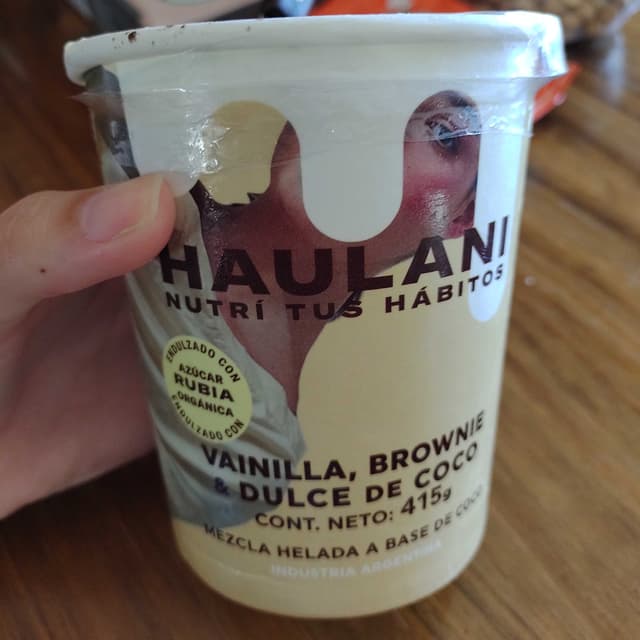 HAULANI
NUTRÍ TUS HÁBITOS
ENDULZADO CON
AZÚCAR
RUBIA
ORGÁNICA
ENDULZADO CON
VAINILLA, BROWNIE
& DULCE DE COCO
CONT. NETO: 415g
MEZCLA HELADA A BASE DE COCO
INDUSTRIA ARGENTINA